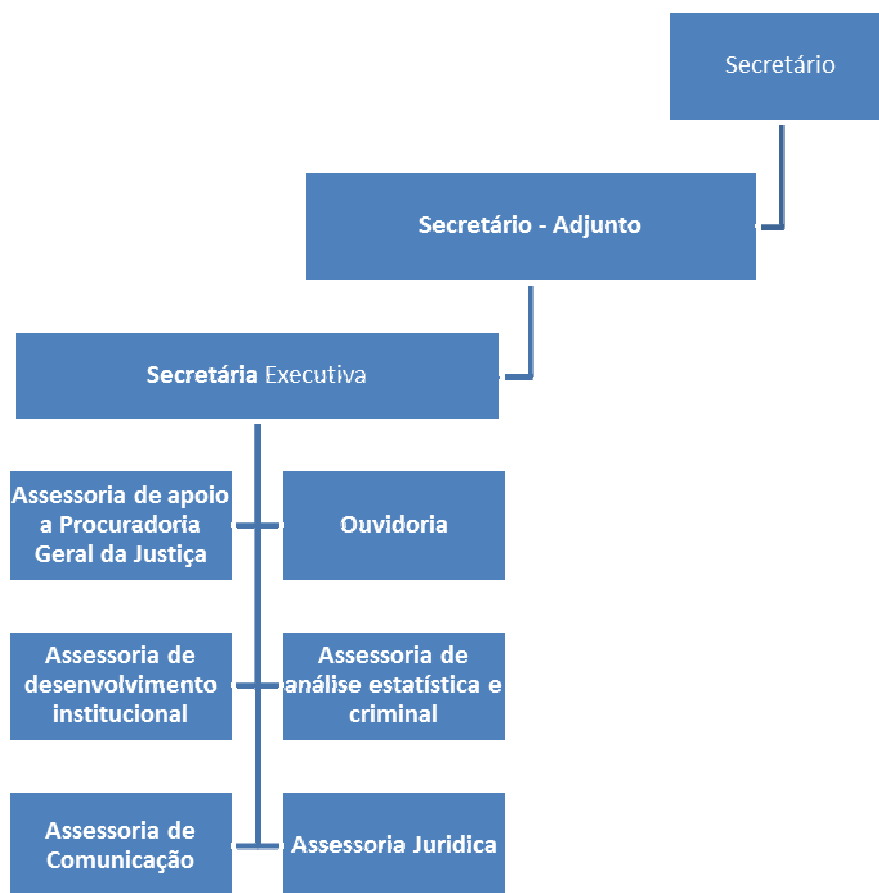 Secretário
Secretário - Adjunto
Secretária Executiva
Assessoria de apoio
a Procuradoria
Geral da Justiça
Ouvidoria
Assessoria de
desenvolvimento
institucional
Assessoria de
análise estatística e
criminal
Assessoria de
Comunicação
Assessoria Juridica